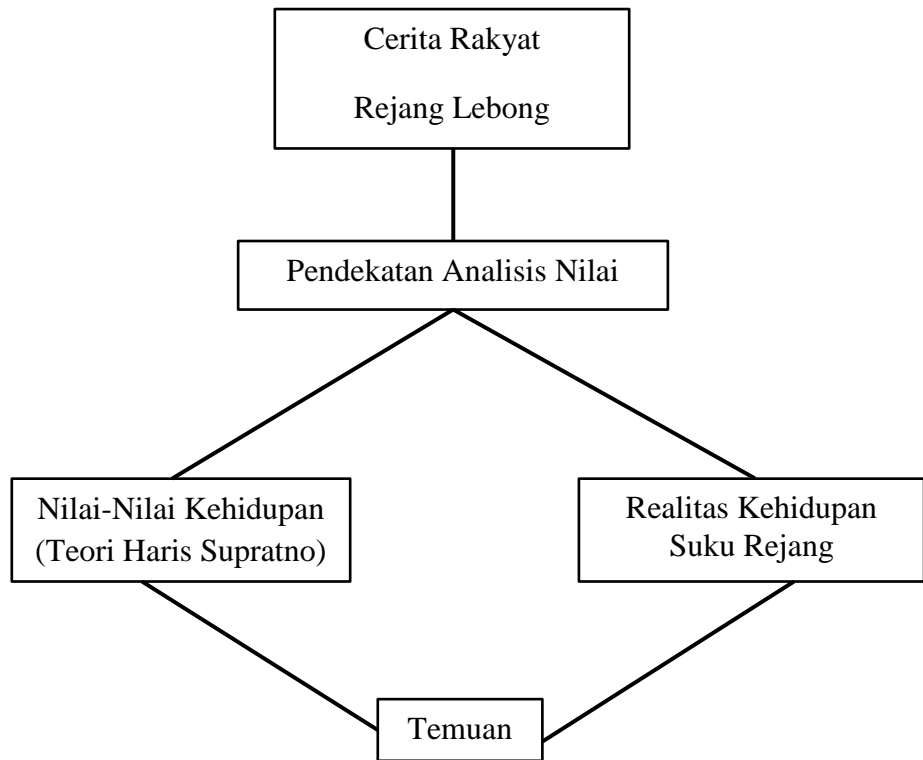 Cerita Rakyat
Rejang Lebong
Pendekatan Analisis Nilai
Nilai-Nilai Kehidupan
(Teori Haris Supratno)
Realitas Kehidupan
Suku Rejang
Temuan